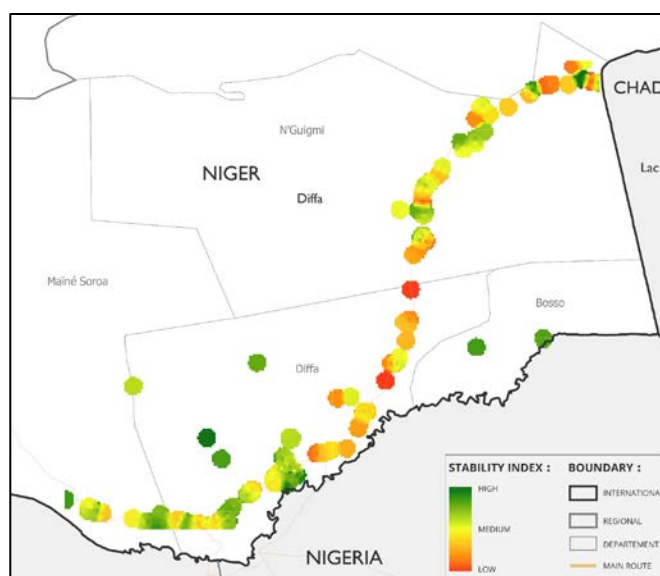 CHAD
N'Guigmi
Lac
NIGER
Diffa
Maïné Soroa
Bosso
Diffa
STABILITY INDEX :
HIGH
MEDIUM
LOW
BOUNDARY :
INTERNATIONA
REGIONAL
DEPARTEMENT
MAIN ROUTE
NIGERIA